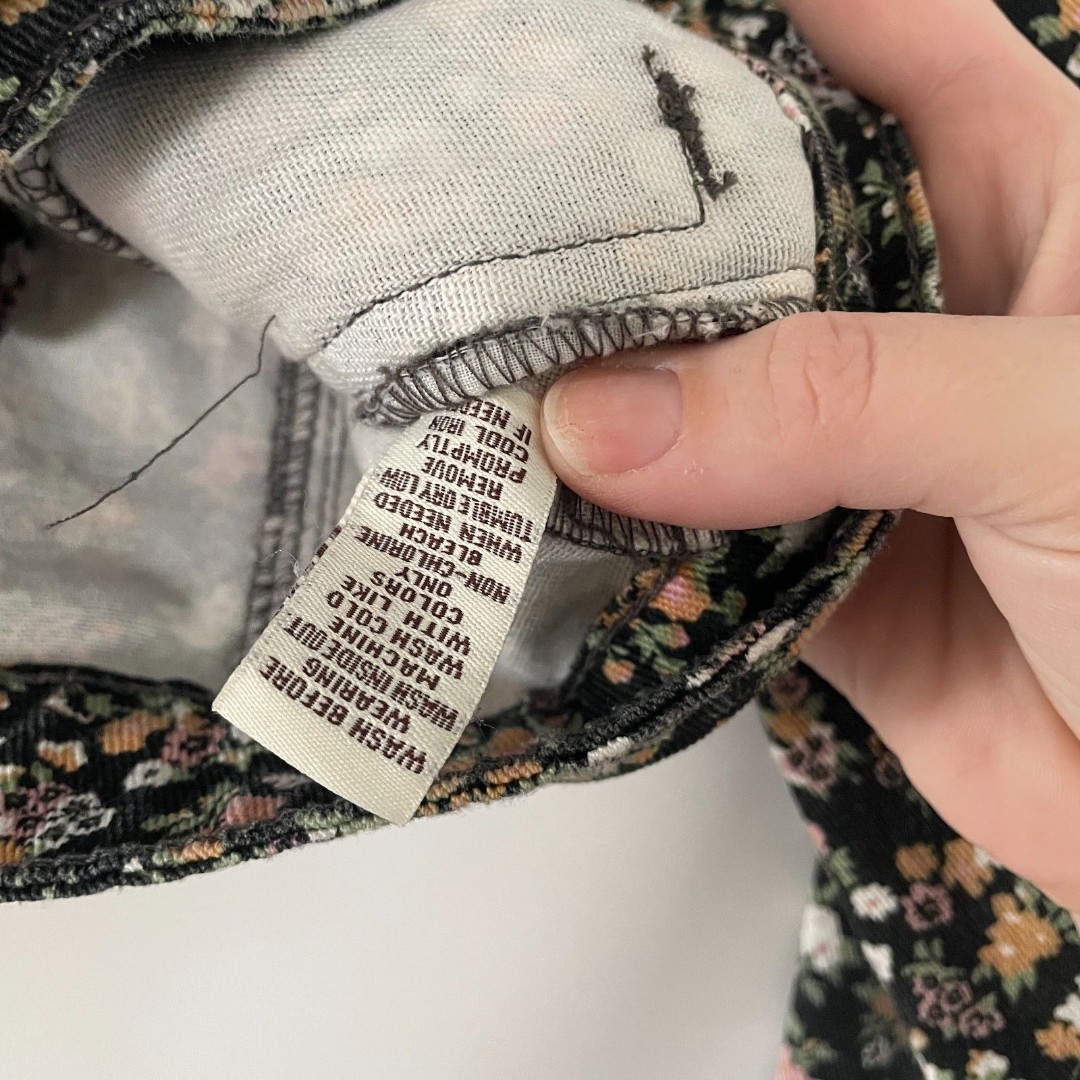 WASH BEFORE
WEARING
WASH INSIDE OUT
MACHINE
WASH COLD
WITH LIKE
COLORS
ONLY
NON-CHLORINE
BLEACH
WHEN NEEDED
TUMBLE DRY LOW
REMOVE
PROMPTLY
COOL IRON
IF